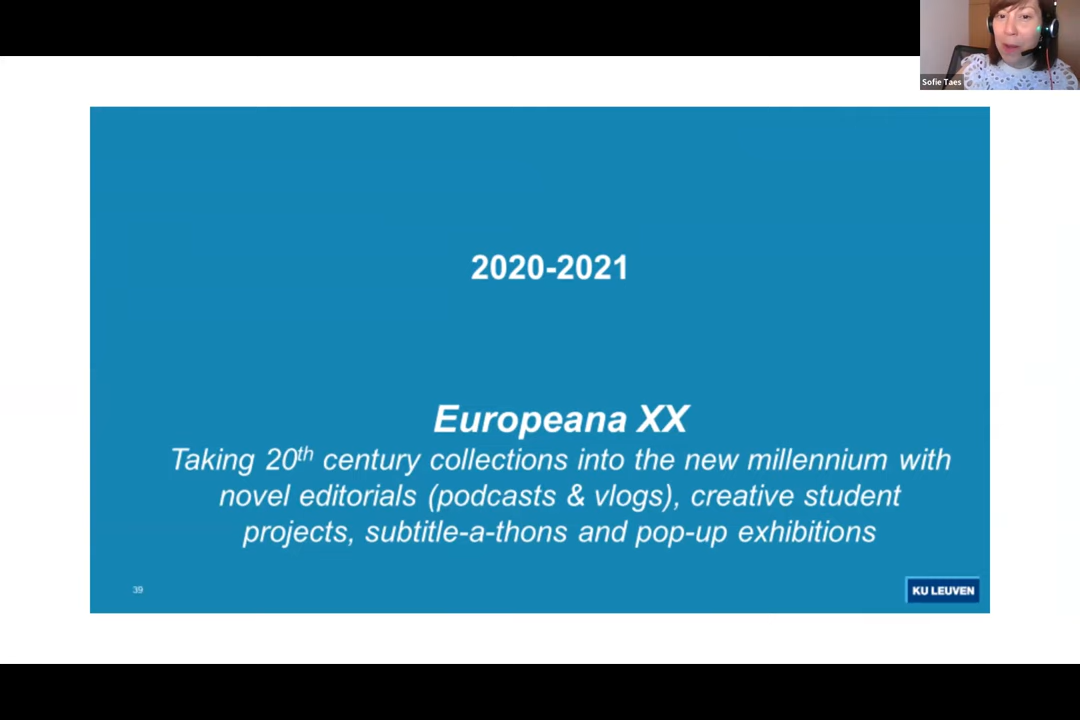 Sofie Taes
2020-2021
Europeana XX
Taking 20th century collections into the new millennium with
novel editorials (podcasts & vlogs), creative student
projects, subtitle-a-thons and pop-up exhibitions
39
KU LEUVEN